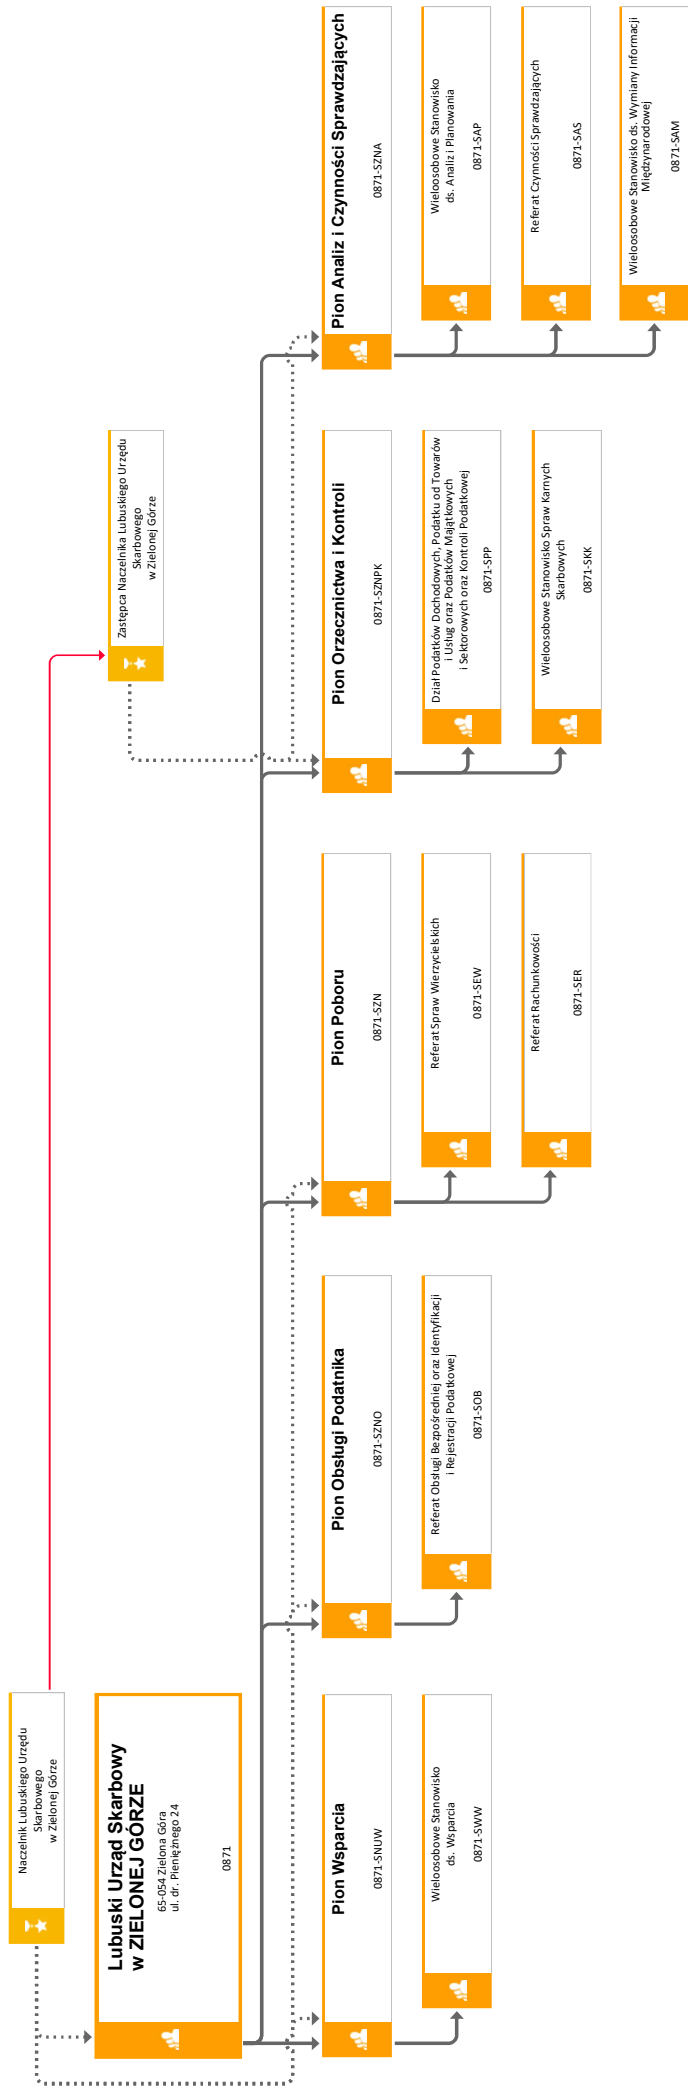 Naczelnik Lubuskiego Urzędu
Skarbowego
w Zielonej Górze
Zastępca Naczelnika Lubuskiego Urzędu
Skarbowego
w Zielonej Górze
Lubuski Urząd Skarbowy
w ZIELONEJ GÓRZE
65-054 Zielona Góra
ul. dr. Pieniężnego 24
0871
Pion Wsparcia
0871-SNUW
Wieloosobowe Stanowisko
ds. Wsparcia
0871-SWW
Pion Obsługi Podatnika
0871-SZNO
Referat Obsługi Bezpośredniej oraz Identyfikacji
i Rejestracji Podatkowej
0871-SOB
Pion Poboru
0871-SZN
Referat Spraw Wierzycielskich
0871-SEW
Referat Rachunkowości
0871-SER
Pion Orzecznictwa i Kontroli
0871-SZNPK
Dział Podatków Dochodowych, Podatku od Towarów
i Usług oraz Podatków Majątkowych
i Sektorowych oraz Kontroli Podatkowej
0871-SPP
Wieloosobowe Stanowisko Spraw Karnych
Skarbowych
0871-SKK
Pion Analiz i Czynności Sprawdzających
0871-SZNA
Wieloosobowe Stanowisko
ds. Analiz i Planowania
0871-SAP
Referat Czynności Sprawdzających
0871-SAS
Wieloosobowe Stanowisko ds. Wymiany Informacji
Międzynarodowej
0871-SAM